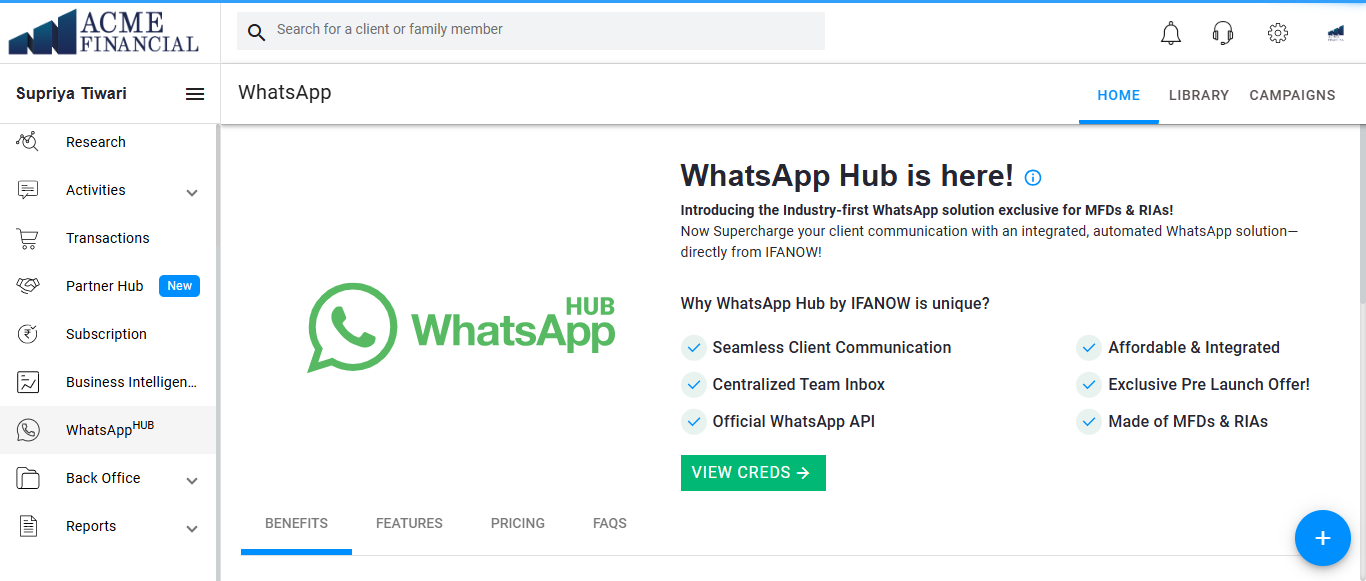 ACME
FINANCIAL
Search for a client or family member
Supriya Tiwari
WhatsApp
HOME
LIBRARY
CAMPAIGNS
Research
Activities
Transactions
Partner Hub New
Subscription
Business Intelligen...
WhatsAppHUB
Back Office
Reports
WhatsApp HUB
WhatsApp Hub is here!
Introducing the Industry-first WhatsApp solution exclusive for MFDs & RIAs!
Now Supercharge your client communication with an integrated, automated WhatsApp solution—
directly from IFANOW!
Why WhatsApp Hub by IFANOW is unique?
Seamless Client Communication
Affordable & Integrated
Centralized Team Inbox
Exclusive Pre Launch Offer!
Official WhatsApp API
Made of MFDs & RIAs
VIEW CREDS →
BENEFITS
FEATURES
PRICING
FAQS
+